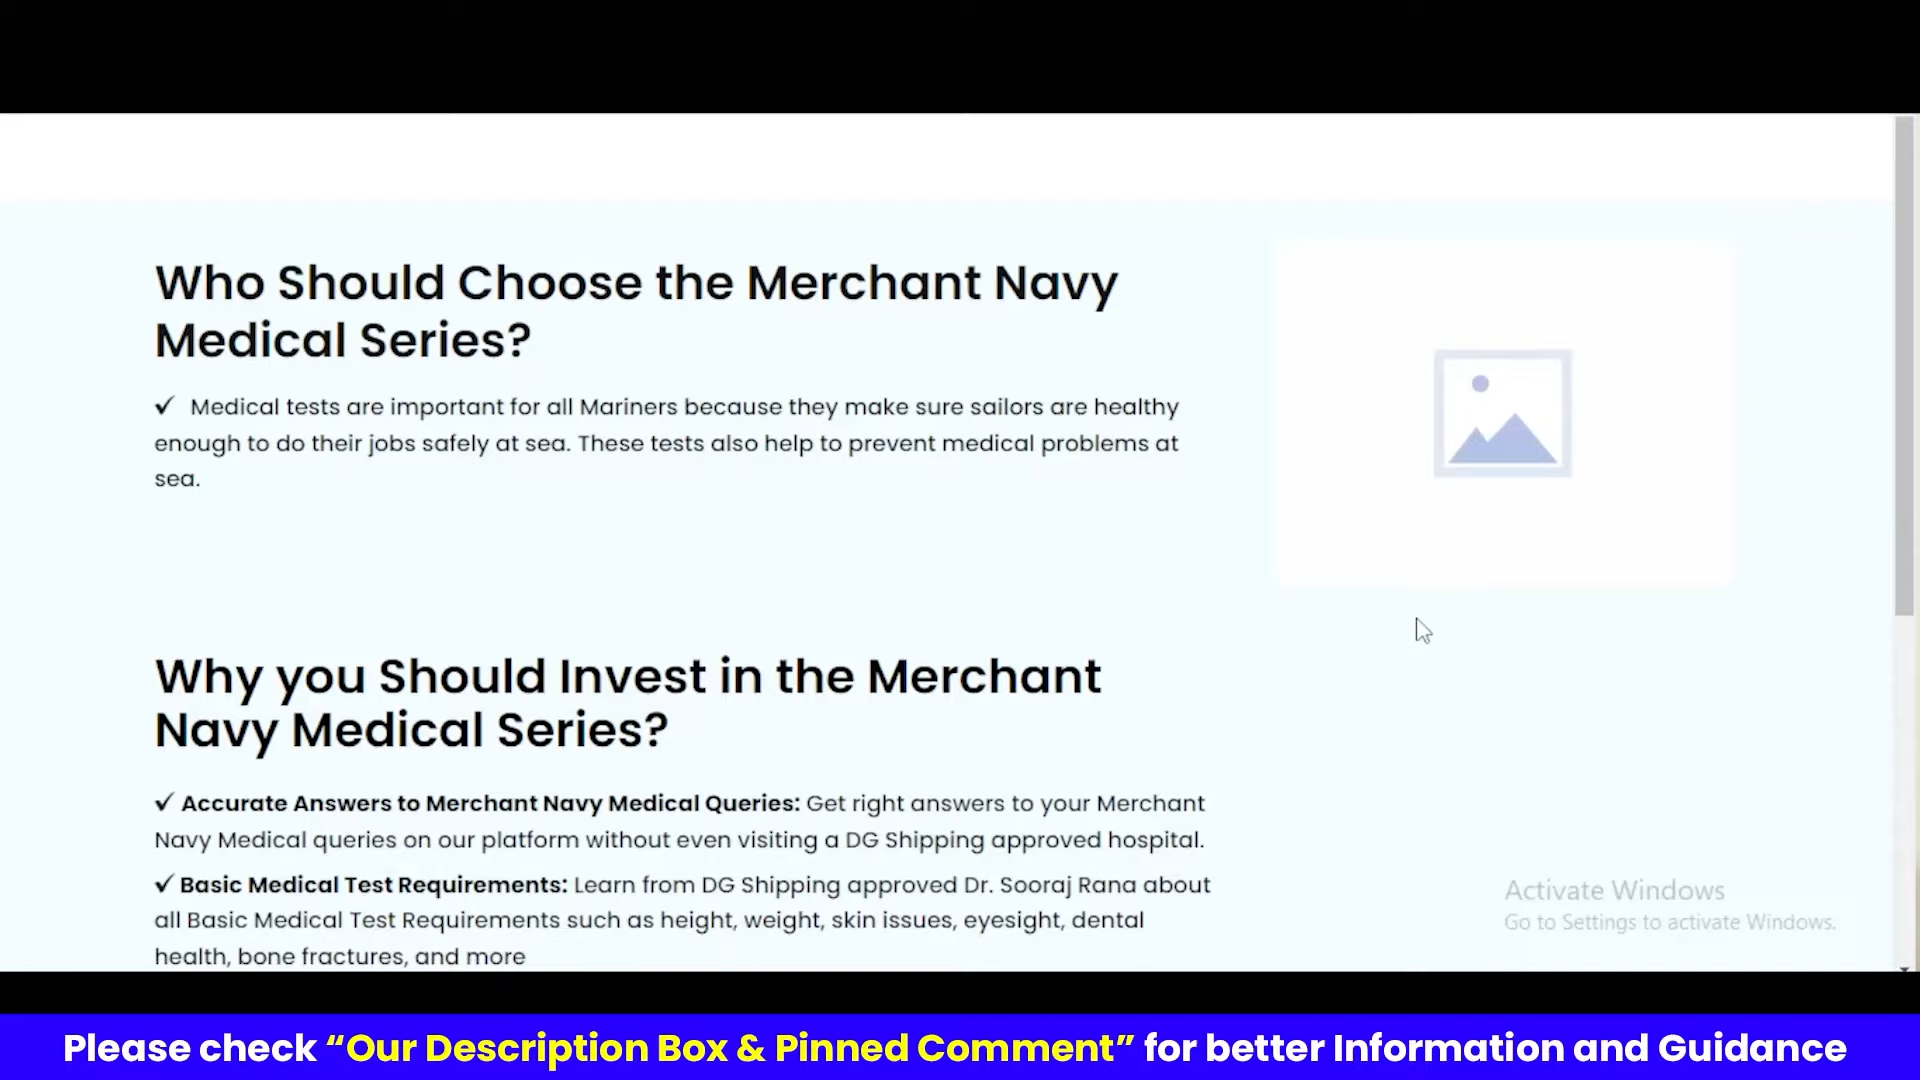 Who Should Choose the Merchant Navy
Medical Series?
✓ Medical tests are important for all Mariners because they make sure sailors are healthy
enough to do their jobs safely at sea. These tests also help to prevent medical problems at
sea.
Why you Should Invest in the Merchant
Navy Medical Series?
✓ Accurate Answers to Merchant Navy Medical Queries: Get right answers to your Merchant
Navy Medical queries on our platform without even visiting a DG Shipping approved hospital.
✓ Basic Medical Test Requirements: Learn from DG Shipping approved Dr. Sooraj Rana about
all Basic Medical Test Requirements such as height, weight, skin issues, eyesight, dental
health, bone fractures, and more
Activate Windows
Go to Settings to activate Windows.
Please check “Our Description Box & Pinned Comment” for better Information and Guidance